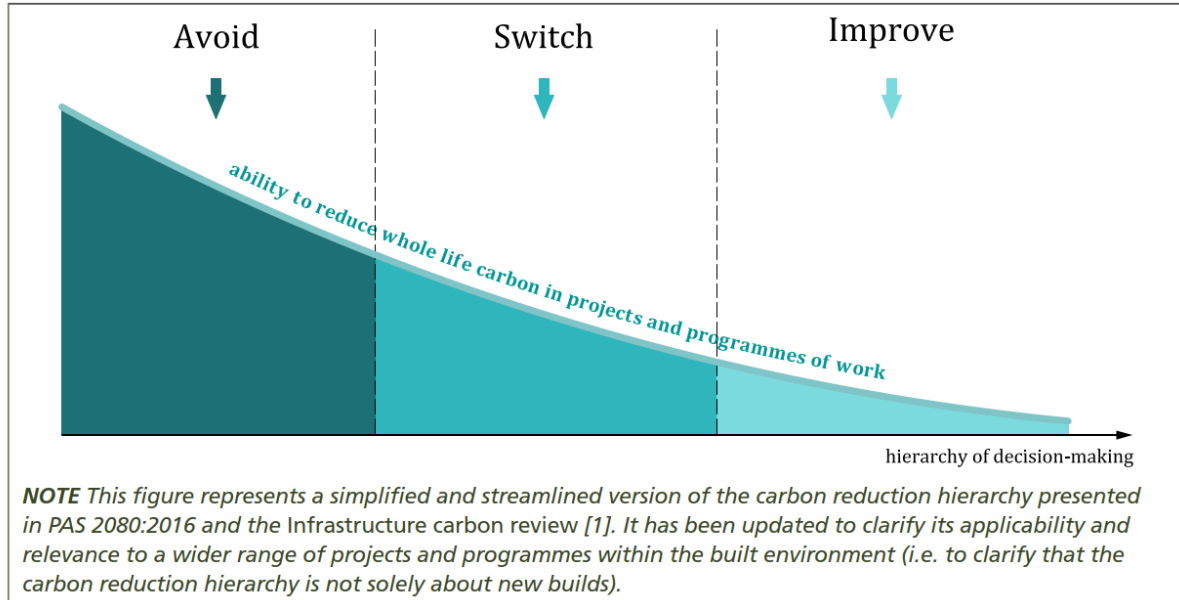 Avoid
Switch
Improve
ability to reduce whole life carbon in projects and programmes of work
hierarchy of decision-making
NOTE This figure represents a simplified and streamlined version of the carbon reduction hierarchy presented
in PAS 2080:2016 and the Infrastructure carbon review [1]. It has been updated to clarify its applicability and
relevance to a wider range of projects and programmes within the built environment (i.e. to clarify that the
carbon reduction hierarchy is not solely about new builds).